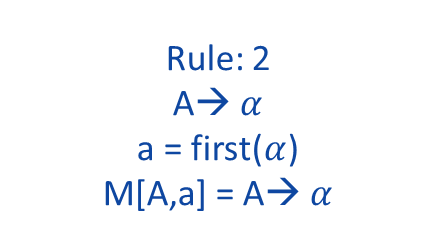 Rule: 2
A→ 𝛼
a = first(𝛼)
M[A,a] = A→ 𝛼